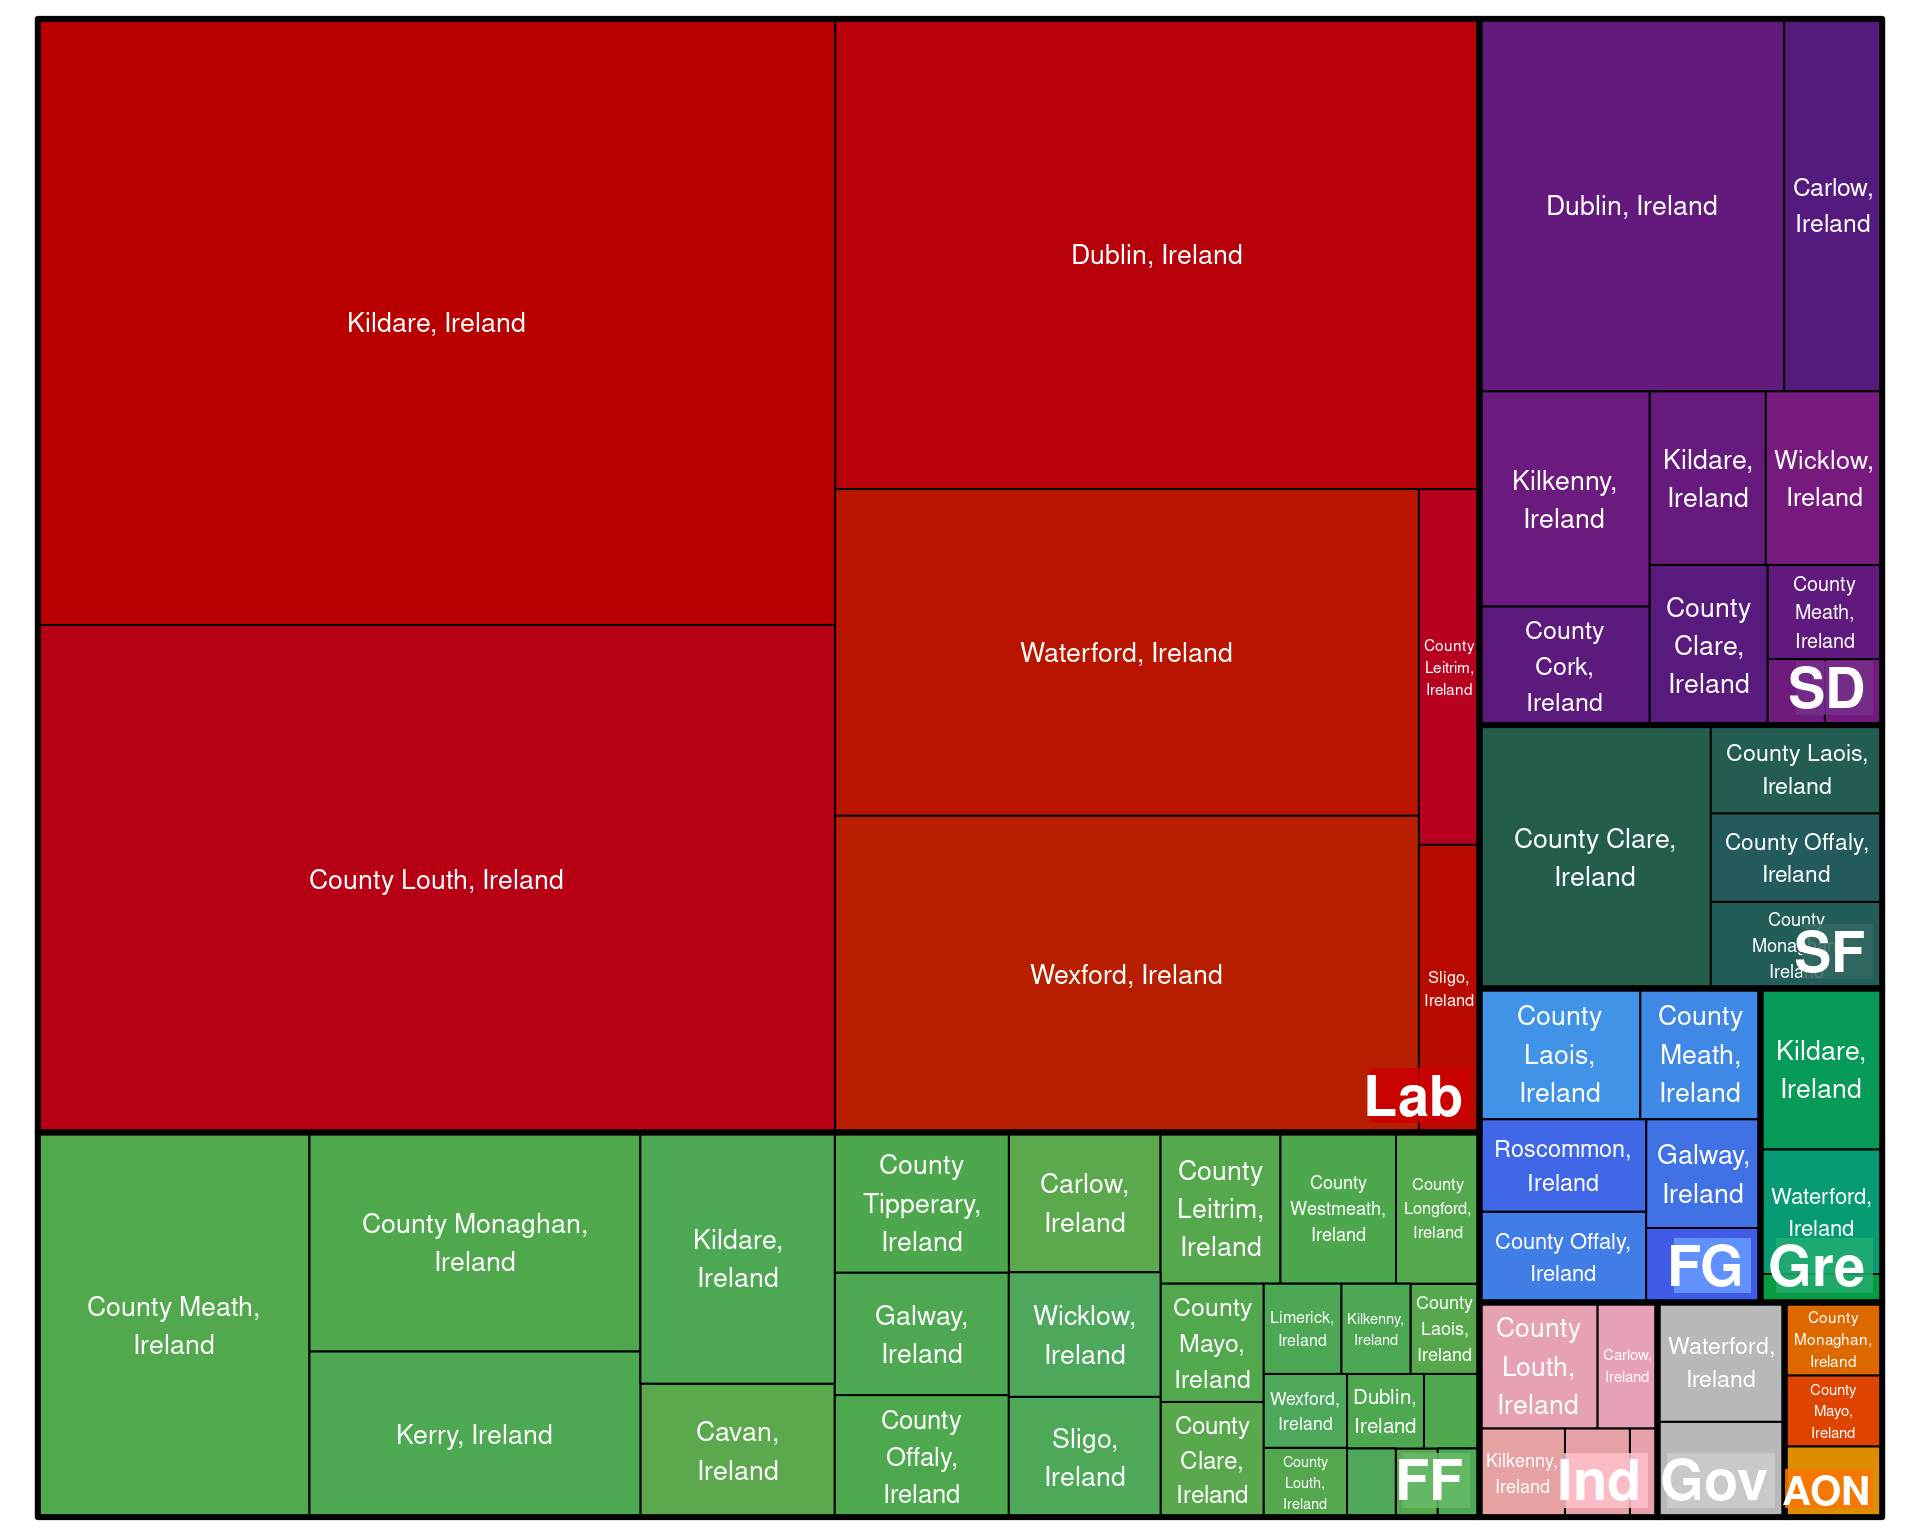 Kildare, Ireland
County Louth, Ireland
Dublin, Ireland
Waterford, Ireland
Wexford, Ireland
County
Leitrim,
Ireland
Sligo,
Ireland
Lab
County Meath,
Ireland
County Monaghan,
Ireland
Kerry, Ireland
Kildare,
Ireland
Cavan,
Ireland
County
Tipperary,
Ireland
Galway,
Ireland
County
Offaly,
Ireland
Carlow,
Ireland
Wicklow,
Ireland
Sligo,
Ireland
County
Leitrim,
Ireland
County
Westmeath,
Ireland
County
Longford,
Ireland
County
Mayo,
Ireland
County
Clare,
Ireland
Limerick,
Ireland
Kilkenny,
Ireland
County
Laois,
Ireland
Wexford,
Ireland
Dublin,
Ireland
County
Louth,
Ireland
FF
Dublin, Ireland
Carlow,
Ireland
Kilkenny,
Ireland
County
Cork,
Ireland
Kildare,
Ireland
Wicklow,
Ireland
County
Clare,
Ireland
County
Meath,
Ireland
SD
County Clare,
Ireland
County Laois,
Ireland
County Offaly,
Ireland
County
Monaghan,
Ireland
SF
County
Laois,
Ireland
County
Meath,
Ireland
Roscommon,
Ireland
County Offaly,
Ireland
Galway,
Ireland
FG
Kildare,
Ireland
Waterford,
Ireland
Gre
County
Louth,
Ireland
Carlow,
Ireland
Kilkenny,
Ireland
Ind
Waterford,
Ireland
Gov
County
Monaghan,
Ireland
County
Mayo,
Ireland
AON